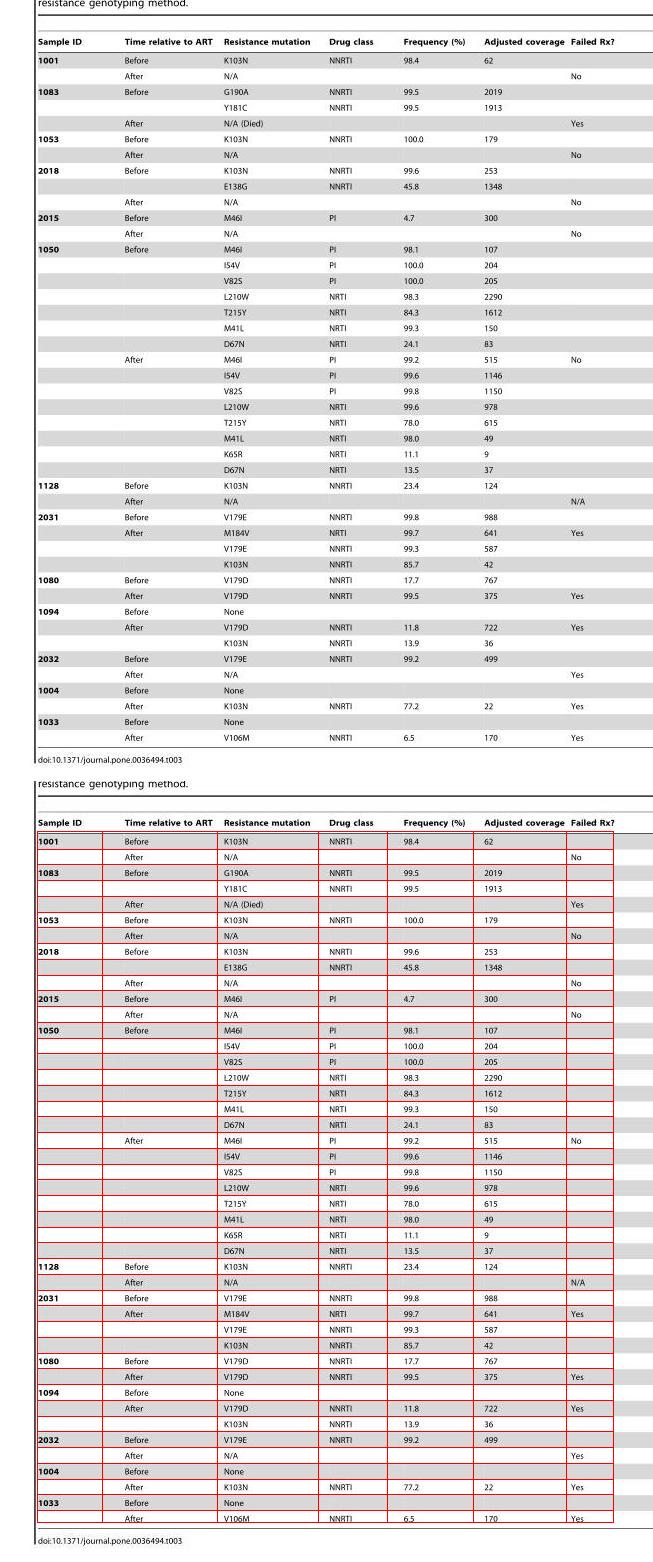 resistance genotyping method.
Sample ID Time relative to ART Resistance mutation Drug class Frequency (%) Adjusted coverage Failed Rx?
1001 Before K103N NNRTI 98.4 62
After N/A No
1083 Before G190A NNRTI 99.5 2019
Y181C NNRTI 99.5 1913
After N/A (Died) Yes
1053 Before K103N NNRTI 100.0 179
After N/A No
2018 Before K103N NNRTI 99.6 253
E138G NNRTI 45.8 1348
After N/A No
2015 Before M46I PI 4.7 300
After N/A No
1050 Before M46I PI 98.1 107
I54V PI 100.0 204
V82S PI 100.0 205
L210W NRTI 98.3 2290
T215Y NRTI 84.3 1612
M41L NRTI 99.3 150
D67N NRTI 24.1 83
After M46I PI 99.2 515 No
I54V PI 99.6 1146
V82S PI 99.8 1150
L210W NRTI 99.6 978
T215Y NRTI 78.0 615
M41L NRTI 98.0 49
K65R NRTI 11.1 9
D67N NRTI 13.5 37
1128 Before K103N NNRTI 23.4 124
After N/A N/A
2031 Before V179E NNRTI 99.8 988
After M184V NRTI 99.7 641 Yes
V179E NNRTI 99.3 587
K103N NNRTI 85.7 42
1080 Before V179D NNRTI 17.7 767
After V179D NNRTI 99.5 375 Yes
1094 Before None
After V179D NNRTI 11.8 722 Yes
K103N NNRTI 13.9 36
2032 Before V179E NNRTI 99.2 499
After N/A Yes
1004 Before None
After K103N NNRTI 77.2 22 Yes
1033 Before None
After V106M NNRTI 6.5 170 Yes
doi:10.1371/journal.pone.0036494.t003
resistance genotyping method.
Sample ID Time relative to ART Resistance mutation Drug class Frequency (%) Adjusted coverage Failed Rx?
1001 Before K103N NNRTI 98.4 62
After N/A No
1083 Before G190A NNRTI 99.5 2019
Y181C NNRTI 99.5 1913
After N/A (Died) Yes
1053 Before K103N NNRTI 100.0 179
After N/A No
2018 Before K103N NNRTI 99.6 253
E138G NNRTI 45.8 1348
After N/A No
2015 Before M46I PI 4.7 300
After N/A No
1050 Before M46I PI 98.1 107
I54V PI 100.0 204
V82S PI 100.0 205
L210W NRTI 98.3 2290
T215Y NRTI 84.3 1612
M41L NRTI 99.3 150
D67N NRTI 24.1 83
After M46I PI 99.2 515 No
I54V PI 99.6 1146
V82S PI 99.8 1150
L210W NRTI 99.6 978
T215Y NRTI 78.0 615
M41L NRTI 98.0 49
K65R NRTI 11.1 9
D67N NRTI 13.5 37
1128 Before K103N NNRTI 23.4 124
After N/A N/A
2031 Before V179E NNRTI 99.8 988
After M184V NRTI 99.7 641 Yes
V179E NNRTI 99.3 587
K103N NNRTI 85.7 42
1080 Before V179D NNRTI 17.7 767
After V179D NNRTI 99.5 375 Yes
1094 Before None
After V179D NNRTI 11.8 722 Yes
K103N NNRTI 13.9 36
2032 Before V179E NNRTI 99.2 499
After N/A Yes
1004 Before None
After K103N NNRTI 77.2 22 Yes
1033 Before None
After V106M NNRTI 6.5 170 Yes
doi:10.1371/journal.pone.0036494.t003